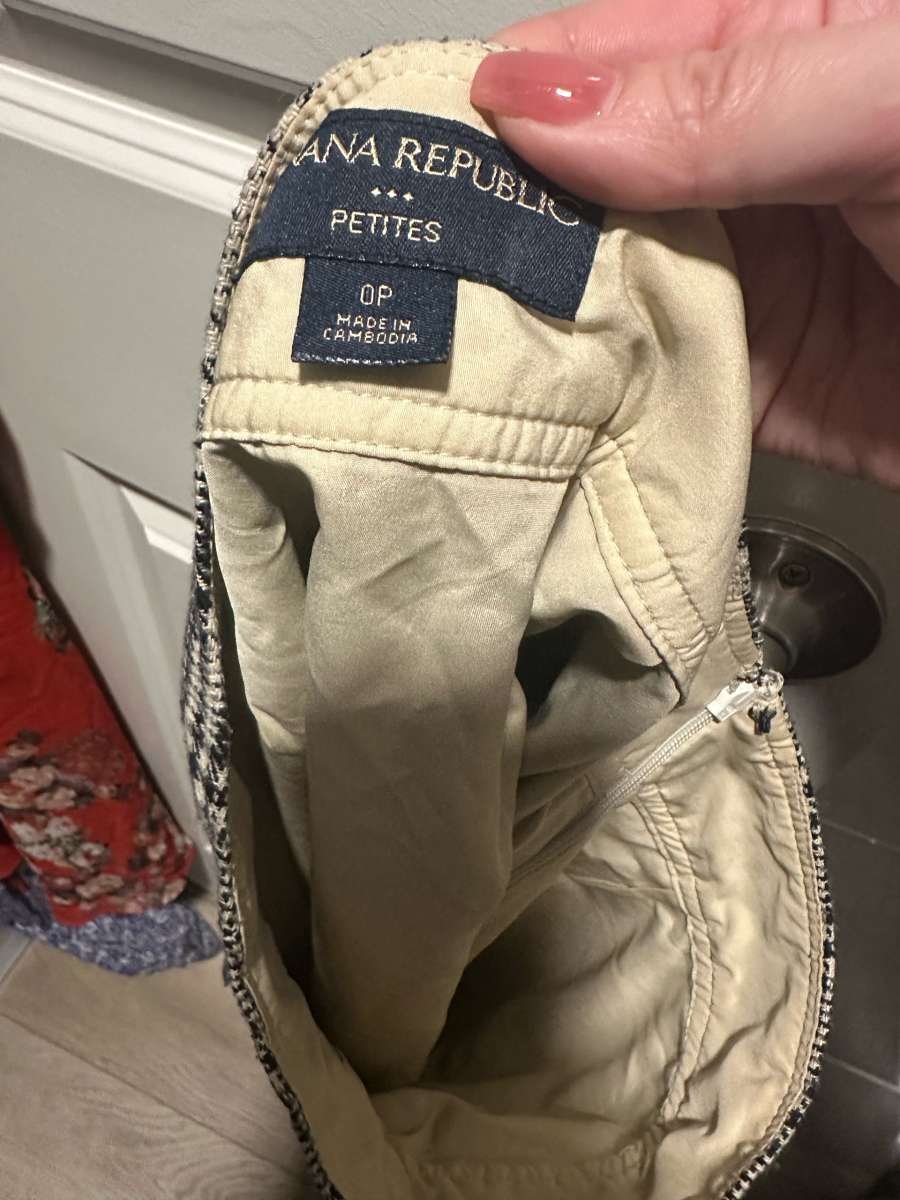 ANA REPUBLIC
PETITES
0P
MADE IN
CAMBODIA